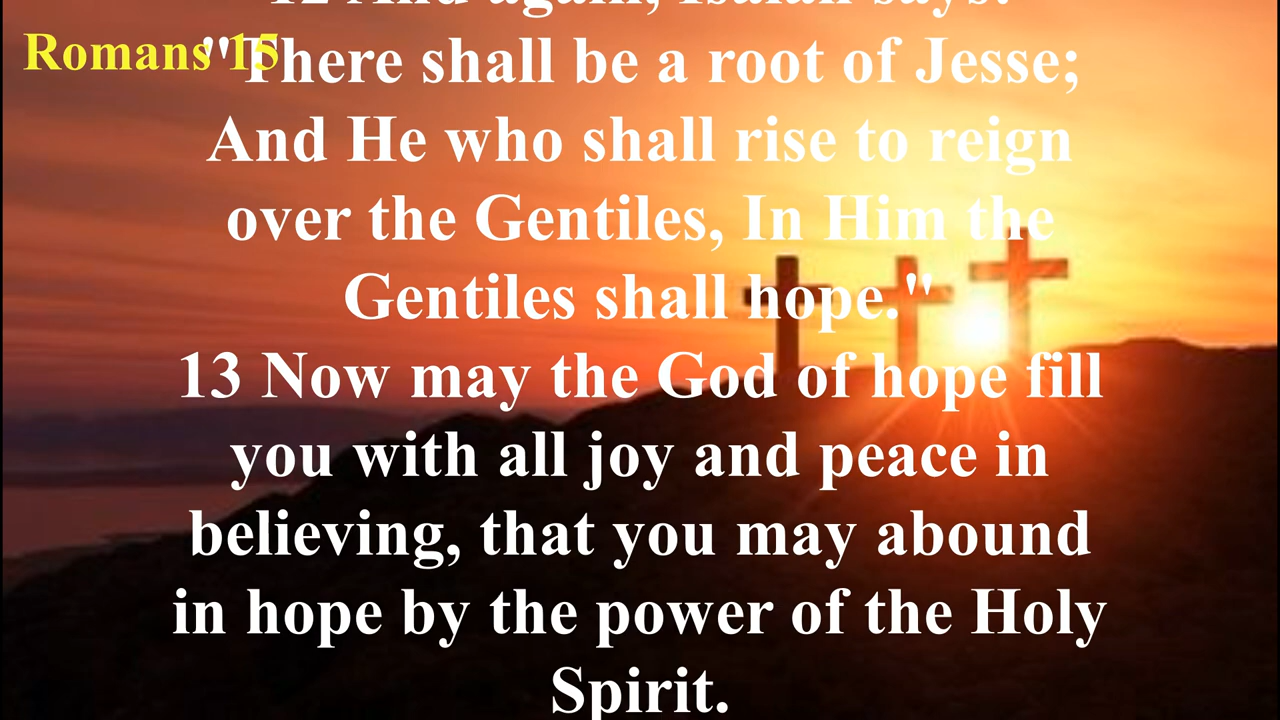 12 And again, Isaiah says:
Romans 15
"There shall be a root of Jesse;
And He who shall rise to reign
over the Gentiles, In Him the
Gentiles shall hope."
13 Now may the God of hope fill
you with all joy and peace in
believing, that you may abound
in hope by the power of the Holy
Spirit.